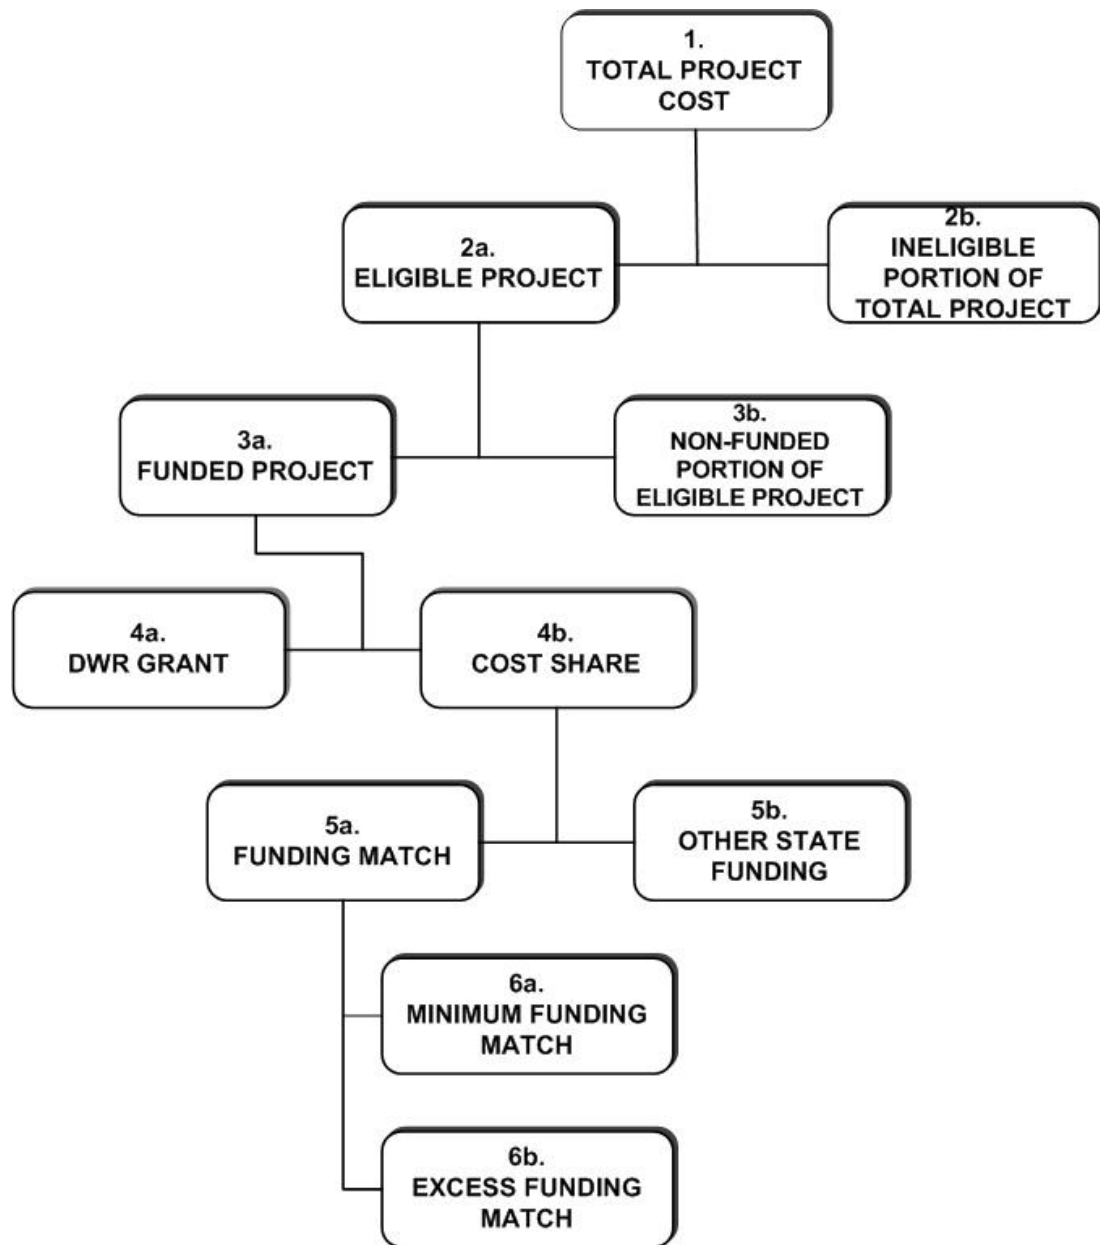 1.
TOTAL PROJECT
COST
2a.
ELIGIBLE PROJECT
2b.
INELIGIBLE
PORTION OF
TOTAL PROJECT
3a.
FUNDED PROJECT
3b.
NON-FUNDED
PORTION OF
ELIGIBLE PROJECT
4a.
DWR GRANT
4b.
COST SHARE
5a.
FUNDING MATCH
5b.
OTHER STATE
FUNDING
6a.
MINIMUM FUNDING
MATCH
6b.
EXCESS FUNDING
MATCH